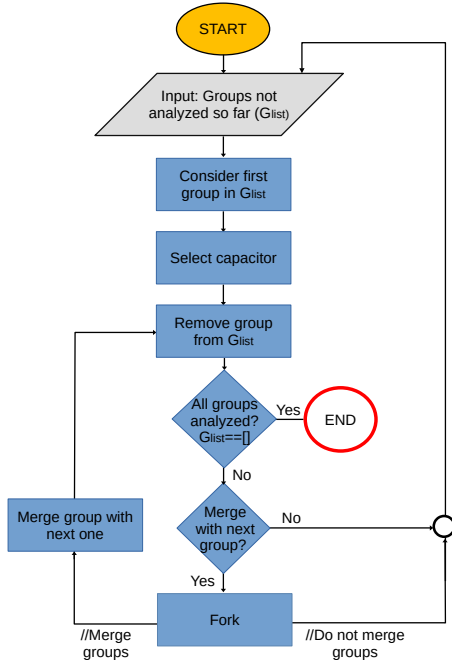 START
Input: Groups not
analyzed so far (Glist)
Consider first
group in Glist
Select capacitor
Remove group
from Glist
All groups
analyzed?
Glist==[]
Yes
END
No
Merge group with
next one
Merge
with next
group?
No
Yes
Fork
//Merge
groups
//Do not merge
groups